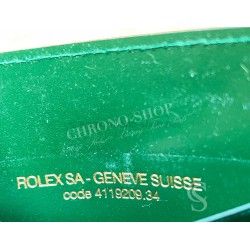 CHRONO-SHOP
ROLEX SA - GENEVE SUISSE
code 4119209.34